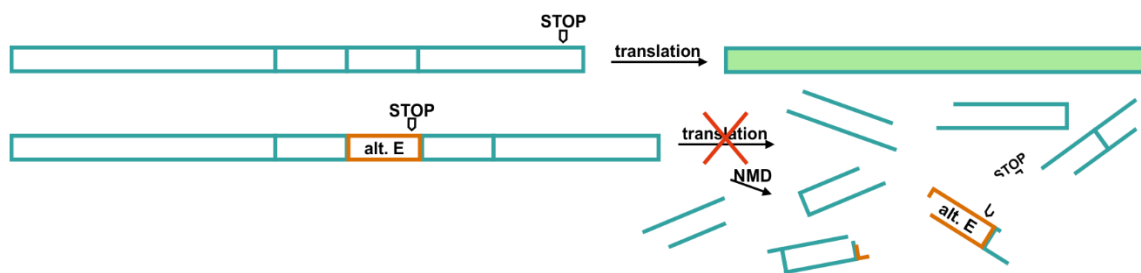 STOP
translation
STOP
alt. E
translation
NMD
STOP
alt. E